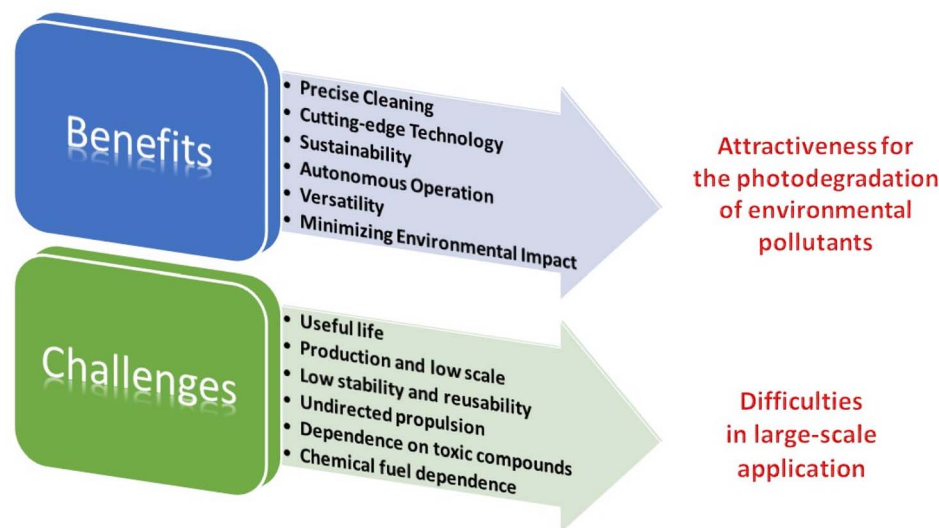 Benefits
• Precise Cleaning
• Cutting-edge Technology
• Sustainability
• Autonomous Operation
• Versatility
• Minimizing Environmental Impact
Attractiveness for
the photodegradation
of environmental
pollutants
Challenges
• Useful life
• Production and low scale
• Low stability and reusability
• Undirected propulsion
• Dependence on toxic compounds
• Chemical fuel dependence
Difficulties
in large-scale
application